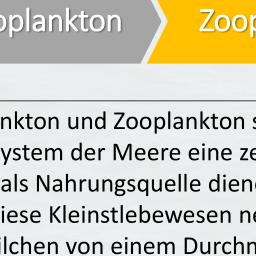 oplankton Zoop
nkton und Zooplankton s
ystem der Meere eine ze
als Nahrungsquelle diene
iese Kleinstlebewesen ne
ilchen von einem Durchm